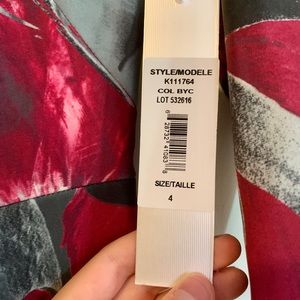 STYLE/MODELE
K111764
COL BYC
LOT 532616
SIZE/TAILLE
4